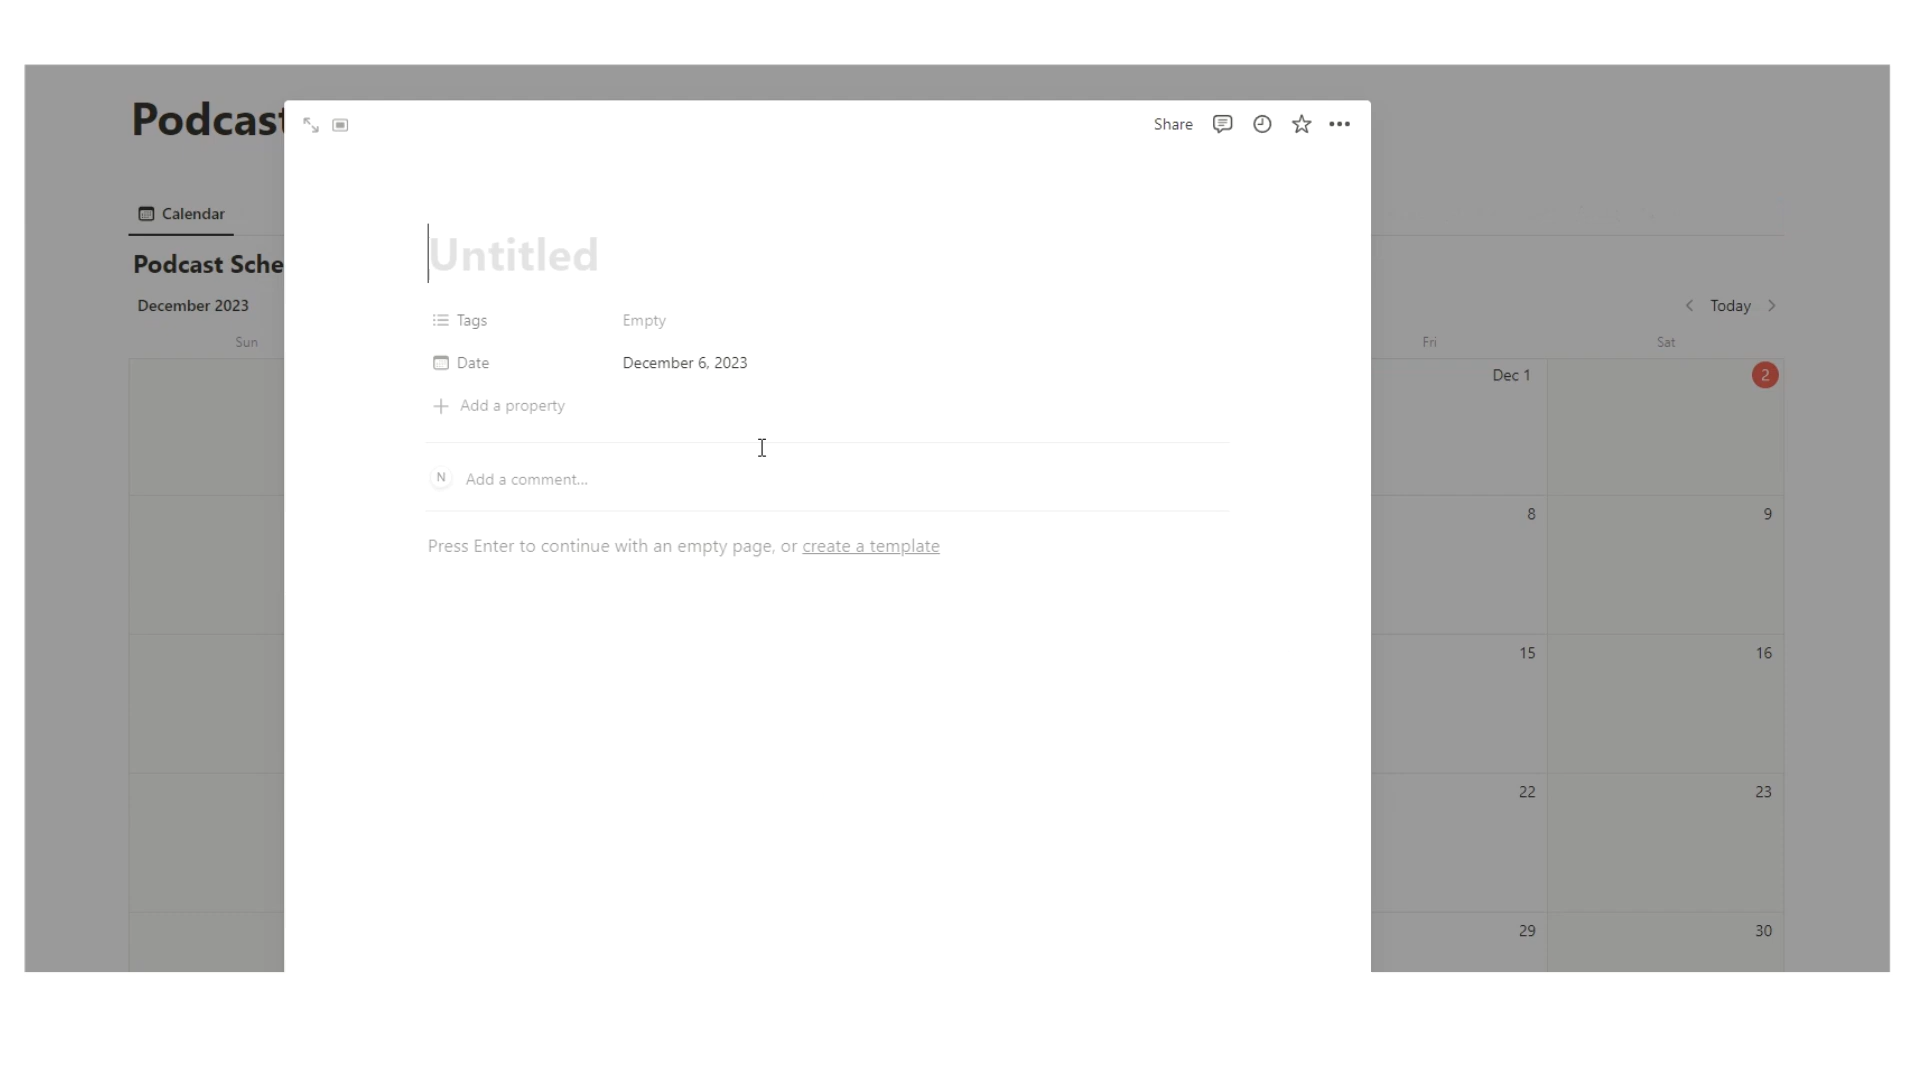 Podcast
Share
Calendar
Untitled
Podcast Sche
December 2023
Today
Tags
Empty
Sun
Fri
Sat
Date
December 6, 2023
Dec 1
2
Add a property
N
Add a comment...
8
9
Press Enter to continue with an empty page, or create a template
15
16
22
23
29
30